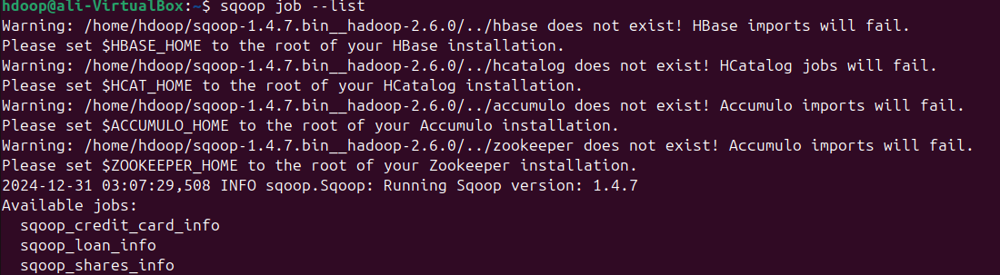 hdoop@ali-VirtualBox:~$ sqoop job --list
Warning: /home/hdoop/sqoop-1.4.7.bin__hadoop-2.6.0/../hbase does not exist! HBase imports will fail.
Please set $HBASE_HOME to the root of your HBase installation.
Warning: /home/hdoop/sqoop-1.4.7.bin__hadoop-2.6.0/../hcatalog does not exist! HCatalog jobs will fail.
Please set $HCAT_HOME to the root of your HCatalog installation.
Warning: /home/hdoop/sqoop-1.4.7.bin__hadoop-2.6.0/../accumulo does not exist! Accumulo imports will fail.
Please set $ACCUMULO_HOME to the root of your Accumulo installation.
Warning: /home/hdoop/sqoop-1.4.7.bin__hadoop-2.6.0/../zookeeper does not exist! Accumulo imports will fail.
Please set $ZOOKEEPER_HOME to the root of your Zookeeper installation.
2024-12-31 03:07:29,508 INFO sqoop.Sqoop: Running Sqoop version: 1.4.7
Available jobs:
  sqoop_credit_card_info
  sqoop_loan_info
  sqoop_shares_info